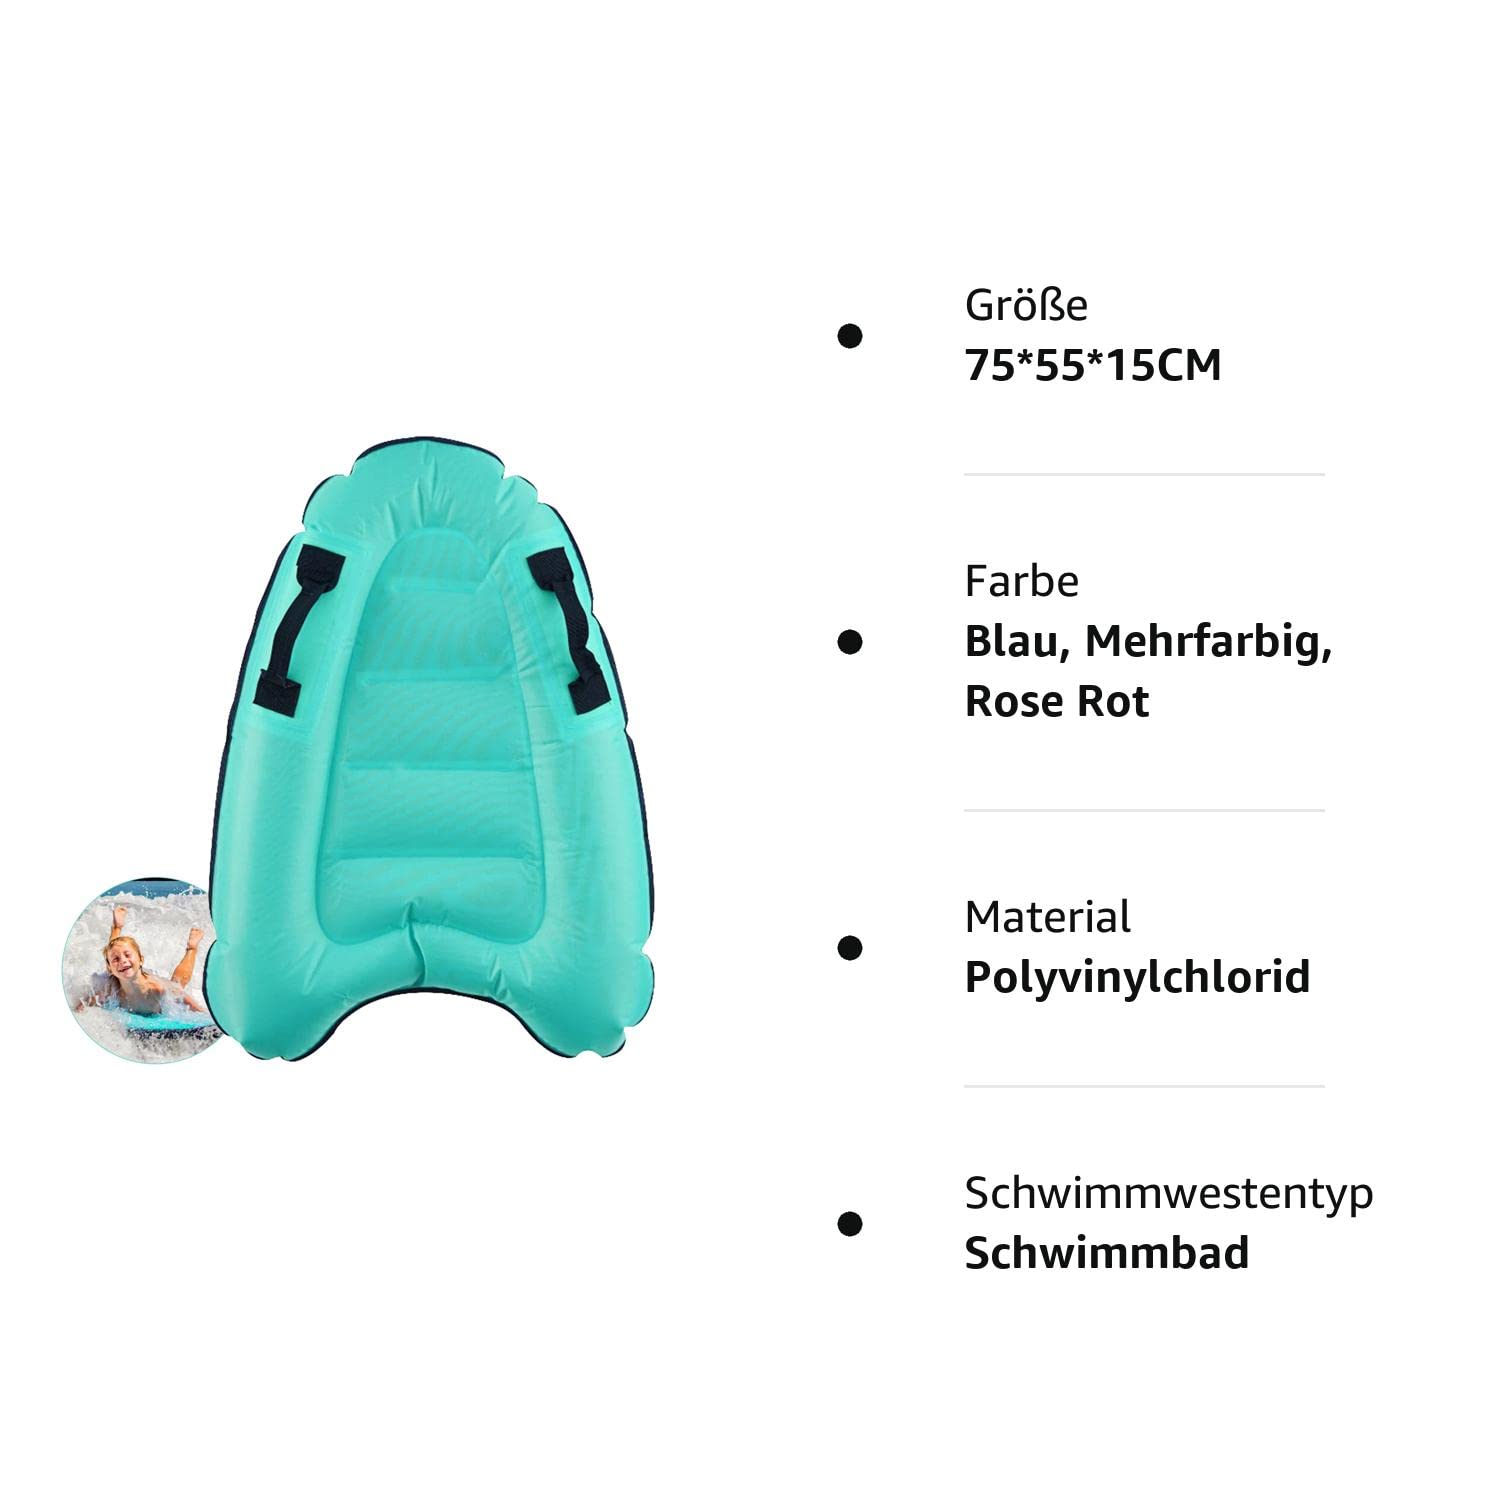 Größe
75*55*15CM
Farbe
Blau, Mehrfarbig,
Rose Rot
Material
Polyvinylchlorid
Schwimmwestentyp
Schwimmbad